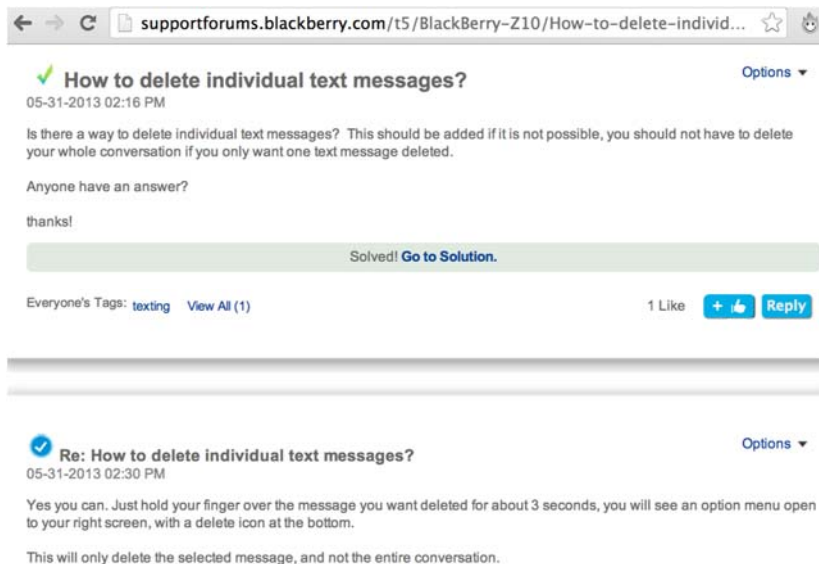 supportforums.blackberry.com/t5/BlackBerry-Z10/How-to-delete-individ...
How to delete individual text messages?
Options
05-31-2013 02:16 PM
Is there a way to delete individual text messages? This should be added if it is not possible, you should not have to delete
your whole conversation if you only want one text message deleted.
Anyone have an answer?
thanks!
Solved! Go to Solution.
Everyone's Tags: texting View All (1)
1 Like + Reply
Re: How to delete individual text messages?
Options
05-31-2013 02:30 PM
Yes you can. Just hold your finger over the message you want deleted for about 3 seconds, you will see an option menu open
to your right screen, with a delete icon at the bottom.
This will only delete the selected message, and not the entire conversation.